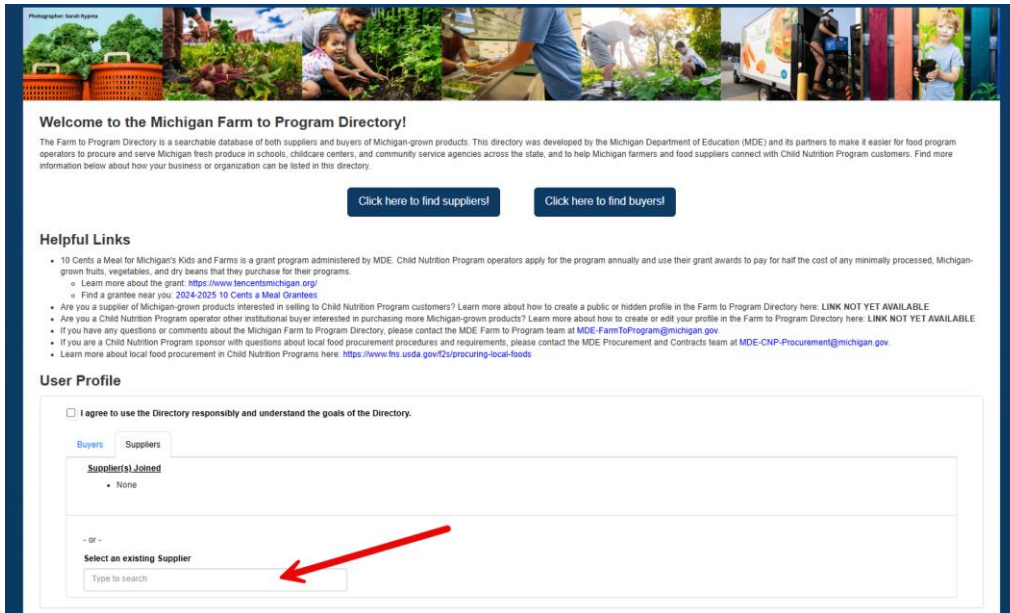 Photographer: Sarah Rypma
Welcome to the Michigan Farm to Program Directory!
The Farm to Program Directory is a searchable database of both suppliers and buyers of Michigan-grown products. This directory was developed by the Michigan Department of Education (MDE) and its partners to make it easier for food program
operators to procure and serve Michigan fresh produce in schools, childcare centers, and community service agencies across the state, and to help Michigan farmers and food suppliers connect with Child Nutrition Program customers. Find more
information below about how your business or organization can be listed in this directory.
Click here to find suppliers! Click here to find buyers!
Helpful Links
• 10 Cents a Meal for Michigan's Kids and Farms is a grant program administered by MDE. Child Nutrition Program operators apply for the program annually and use their grant awards to pay for half the cost of any minimally processed, Michigan-
grown fruits, vegetables, and dry beans that they purchase for their programs.
○ Learn more about the grant: https://www.tencentsmichigan.org/
○ Find a grantee near you: 2024-2025 10 Cents a Meal Grantees
• Are you a supplier of Michigan-grown products interested in selling to Child Nutrition Program customers? Learn more about how to create a public or hidden profile in the Farm to Program Directory here: LINK NOT YET AVAILABLE
• Are you a Child Nutrition Program operator other institutional buyer interested in purchasing more Michigan-grown products? Learn more about how to create or edit your profile in the Farm to Program Directory here: LINK NOT YET AVAILABLE
• If you have any questions or comments about the Michigan Farm to Program Directory, please contact the MDE Farm to Program team at MDE-FarmToProgram@michigan.gov.
• If you are a Child Nutrition Program sponsor with questions about local food procurement procedures and requirements, please contact the MDE Procurement and Contracts team at MDE-CNP-Procurement@michigan.gov.
• Learn more about local food procurement in Child Nutrition Programs here: https://www.fns.usda.gov/f2s/procuring-local-foods
User Profile
I agree to use the Directory responsibly and understand the goals of the Directory.
Buyers Suppliers
Supplier(s) Joined
• None
- or -
Select an existing Supplier
Type to search